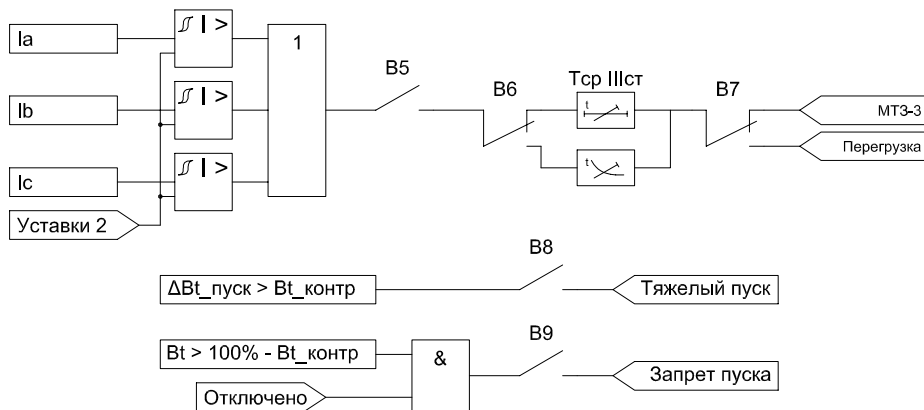 Ia
I >
1
B5
B6
Тср IIIст
t
B7
МТЗ-3
Ib
I >
Перегрузка
t
Ic
I >
Уставки 2
ΔBt_пуск > Bt_контр
B8
Тяжелый пуск
Bt > 100% - Bt_контр
&
B9
Запрет пуска
Отключено